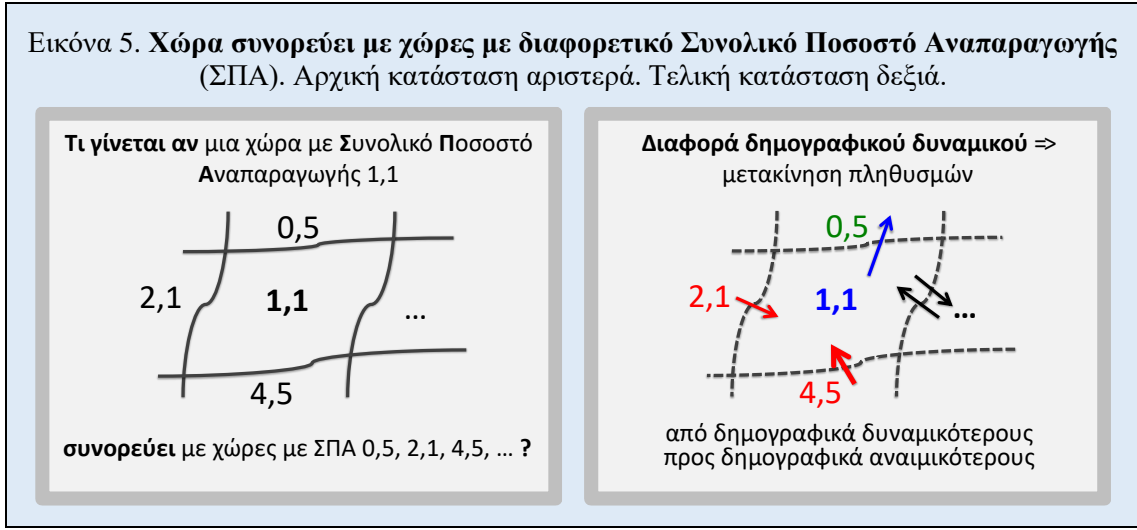 Εικόνα 5. Χώρα συνορεύει με χώρες με διαφορετικό Συνολικό Ποσοστό Αναπαραγωγής
(ΣΠΑ). Αρχική κατάσταση αριστερά. Τελική κατάσταση δεξιά.
Τι γίνεται αν μια χώρα με Συνολικό Ποσοστό
Αναπαραγωγής 1,1
0,5
2,1
1,1
...
4,5
συνορεύει με χώρες με ΣΠΑ 0,5, 2,1, 4,5, ... ?
Διαφορά δημογραφικού δυναμικού =>
μετακίνηση πληθυσμών
0,5
2,1
1,1
...
4,5
από δημογραφικά δυναμικότερους
προς δημογραφικά αναιμικότερους